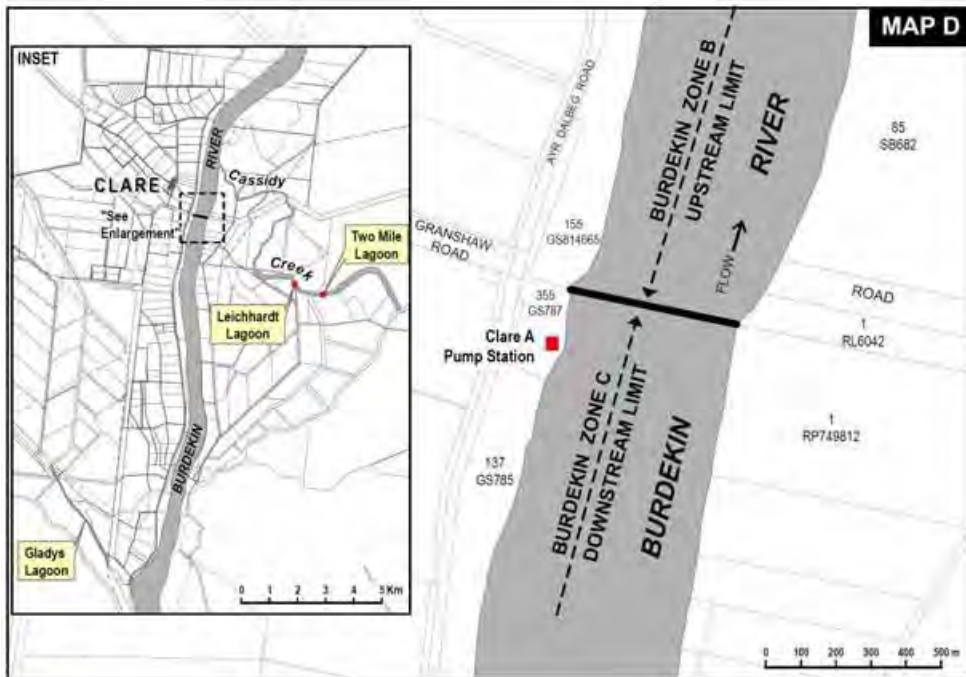 MAP D
INSET
CLARE
"See
Enlargement"
RIVER
Cassidy
Creek
Two Mile
Lagoon
Leichhardt
Lagoon
BURDEKIN
Gladys
Lagoon
0 1 2 3 4 5 Km
AYR DALBEG ROAD
BURDEKIN ZONE B
UPSTREAM LIMIT
RIVER
FLOW
85
SB682
155
GS814665
GRANSHAW
ROAD
355
GS787
Clare A
Pump Station
ROAD
1
RL6042
1
RP749812
137
GS785
BURDEKIN ZONE C
DOWNSTREAM LIMIT
BURDEKIN
0 100 200 300 400 500 m